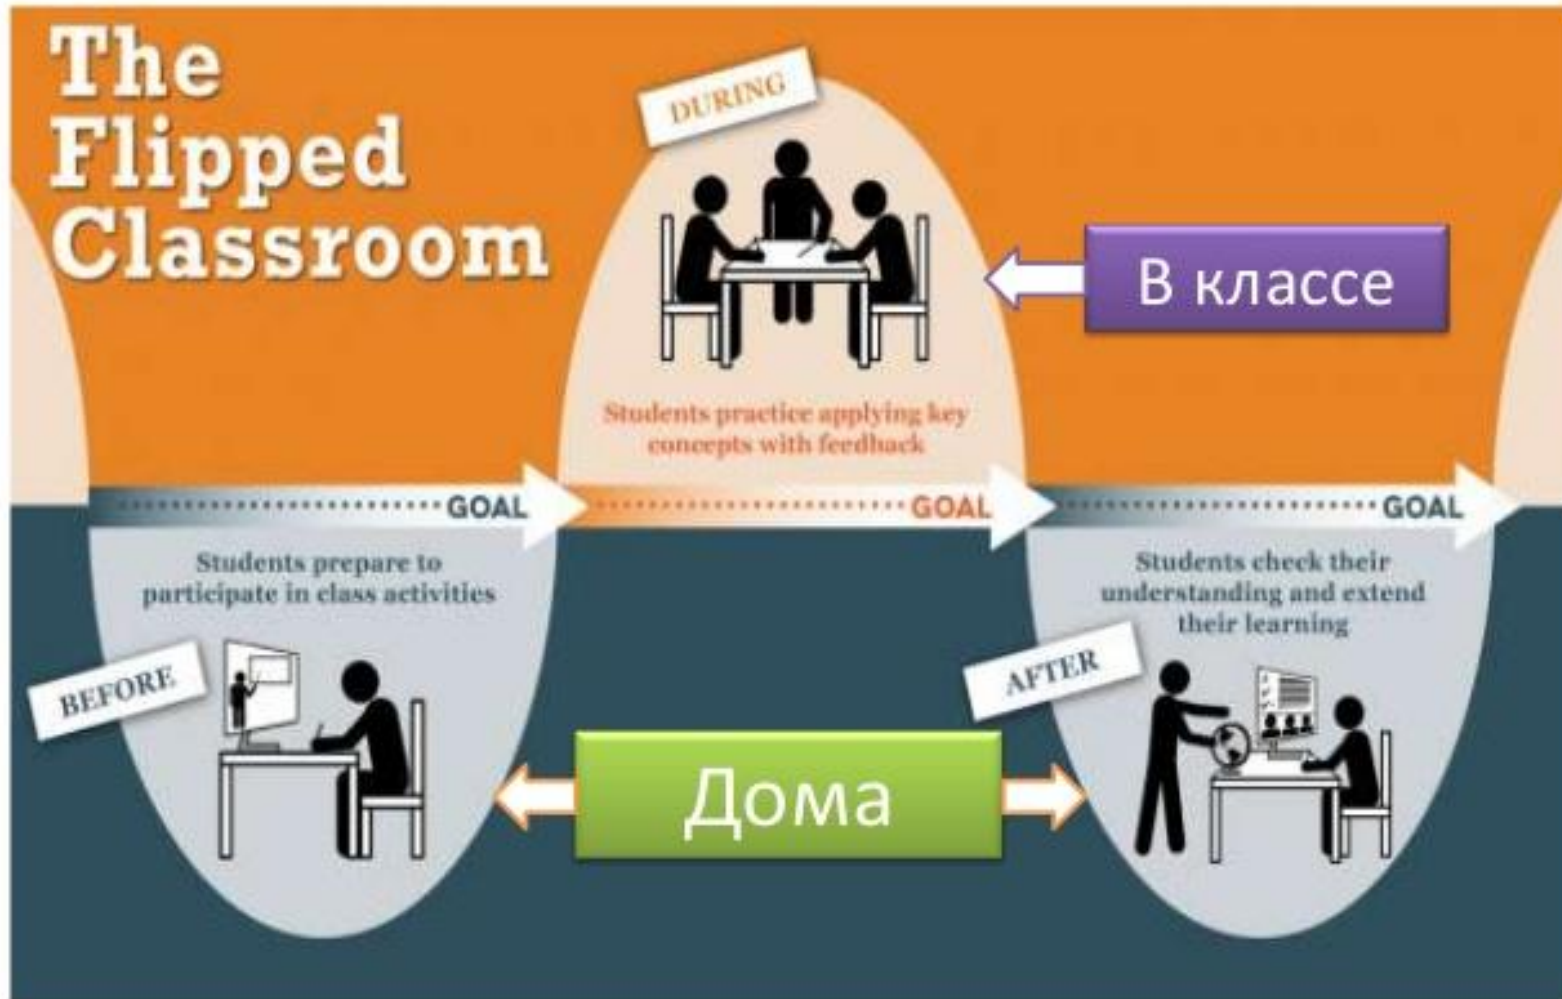 The
Flipped
Classroom
DURING
В классе
Students practice applying key
concepts with feedback
GOAL
GOAL
GOAL
Students prepare to
participate in class activities
BEFORE
Students check their
understanding and extend
their learning
AFTER
Дома